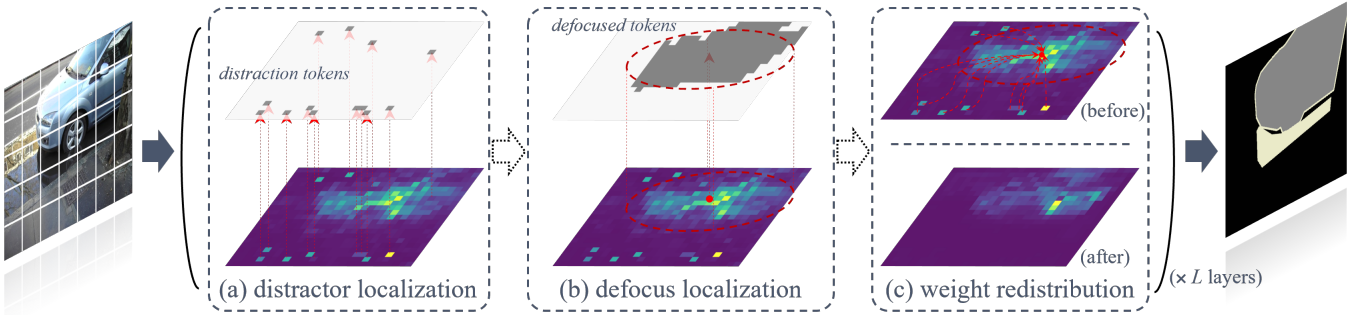 distraction tokens
(a) distractor localization
defocused tokens
(b) defocus localization
(before)
(after)
(c) weight redistribution
(× L layers)